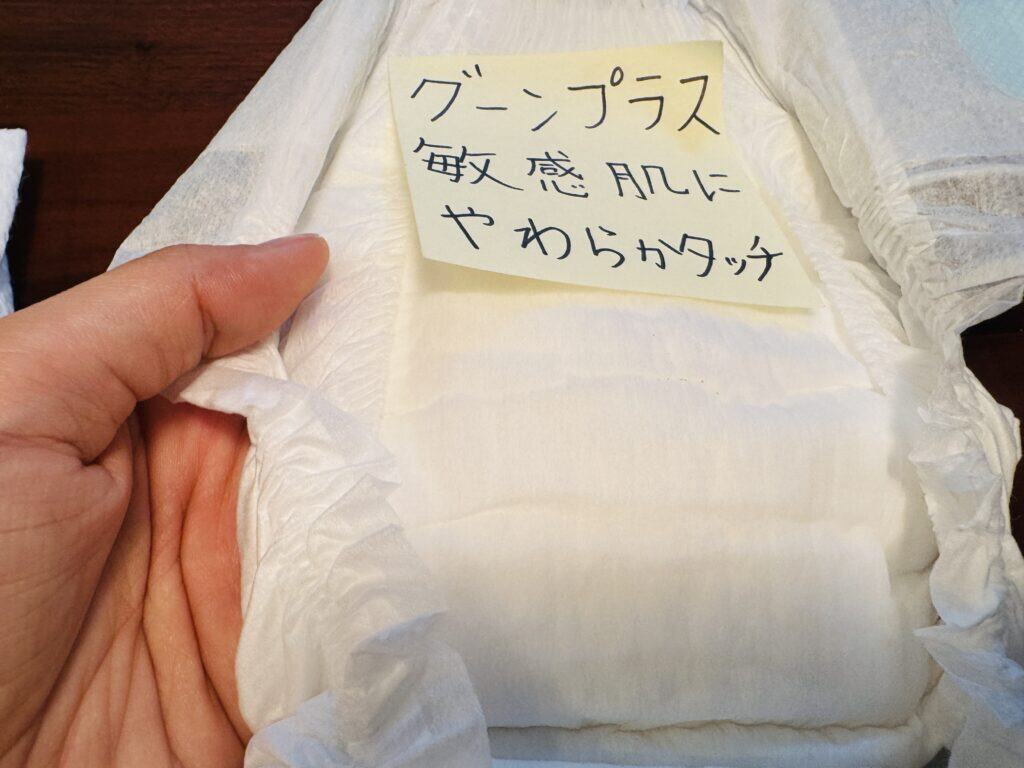 グーンプラス
敏感肌に
やわらかタッチ